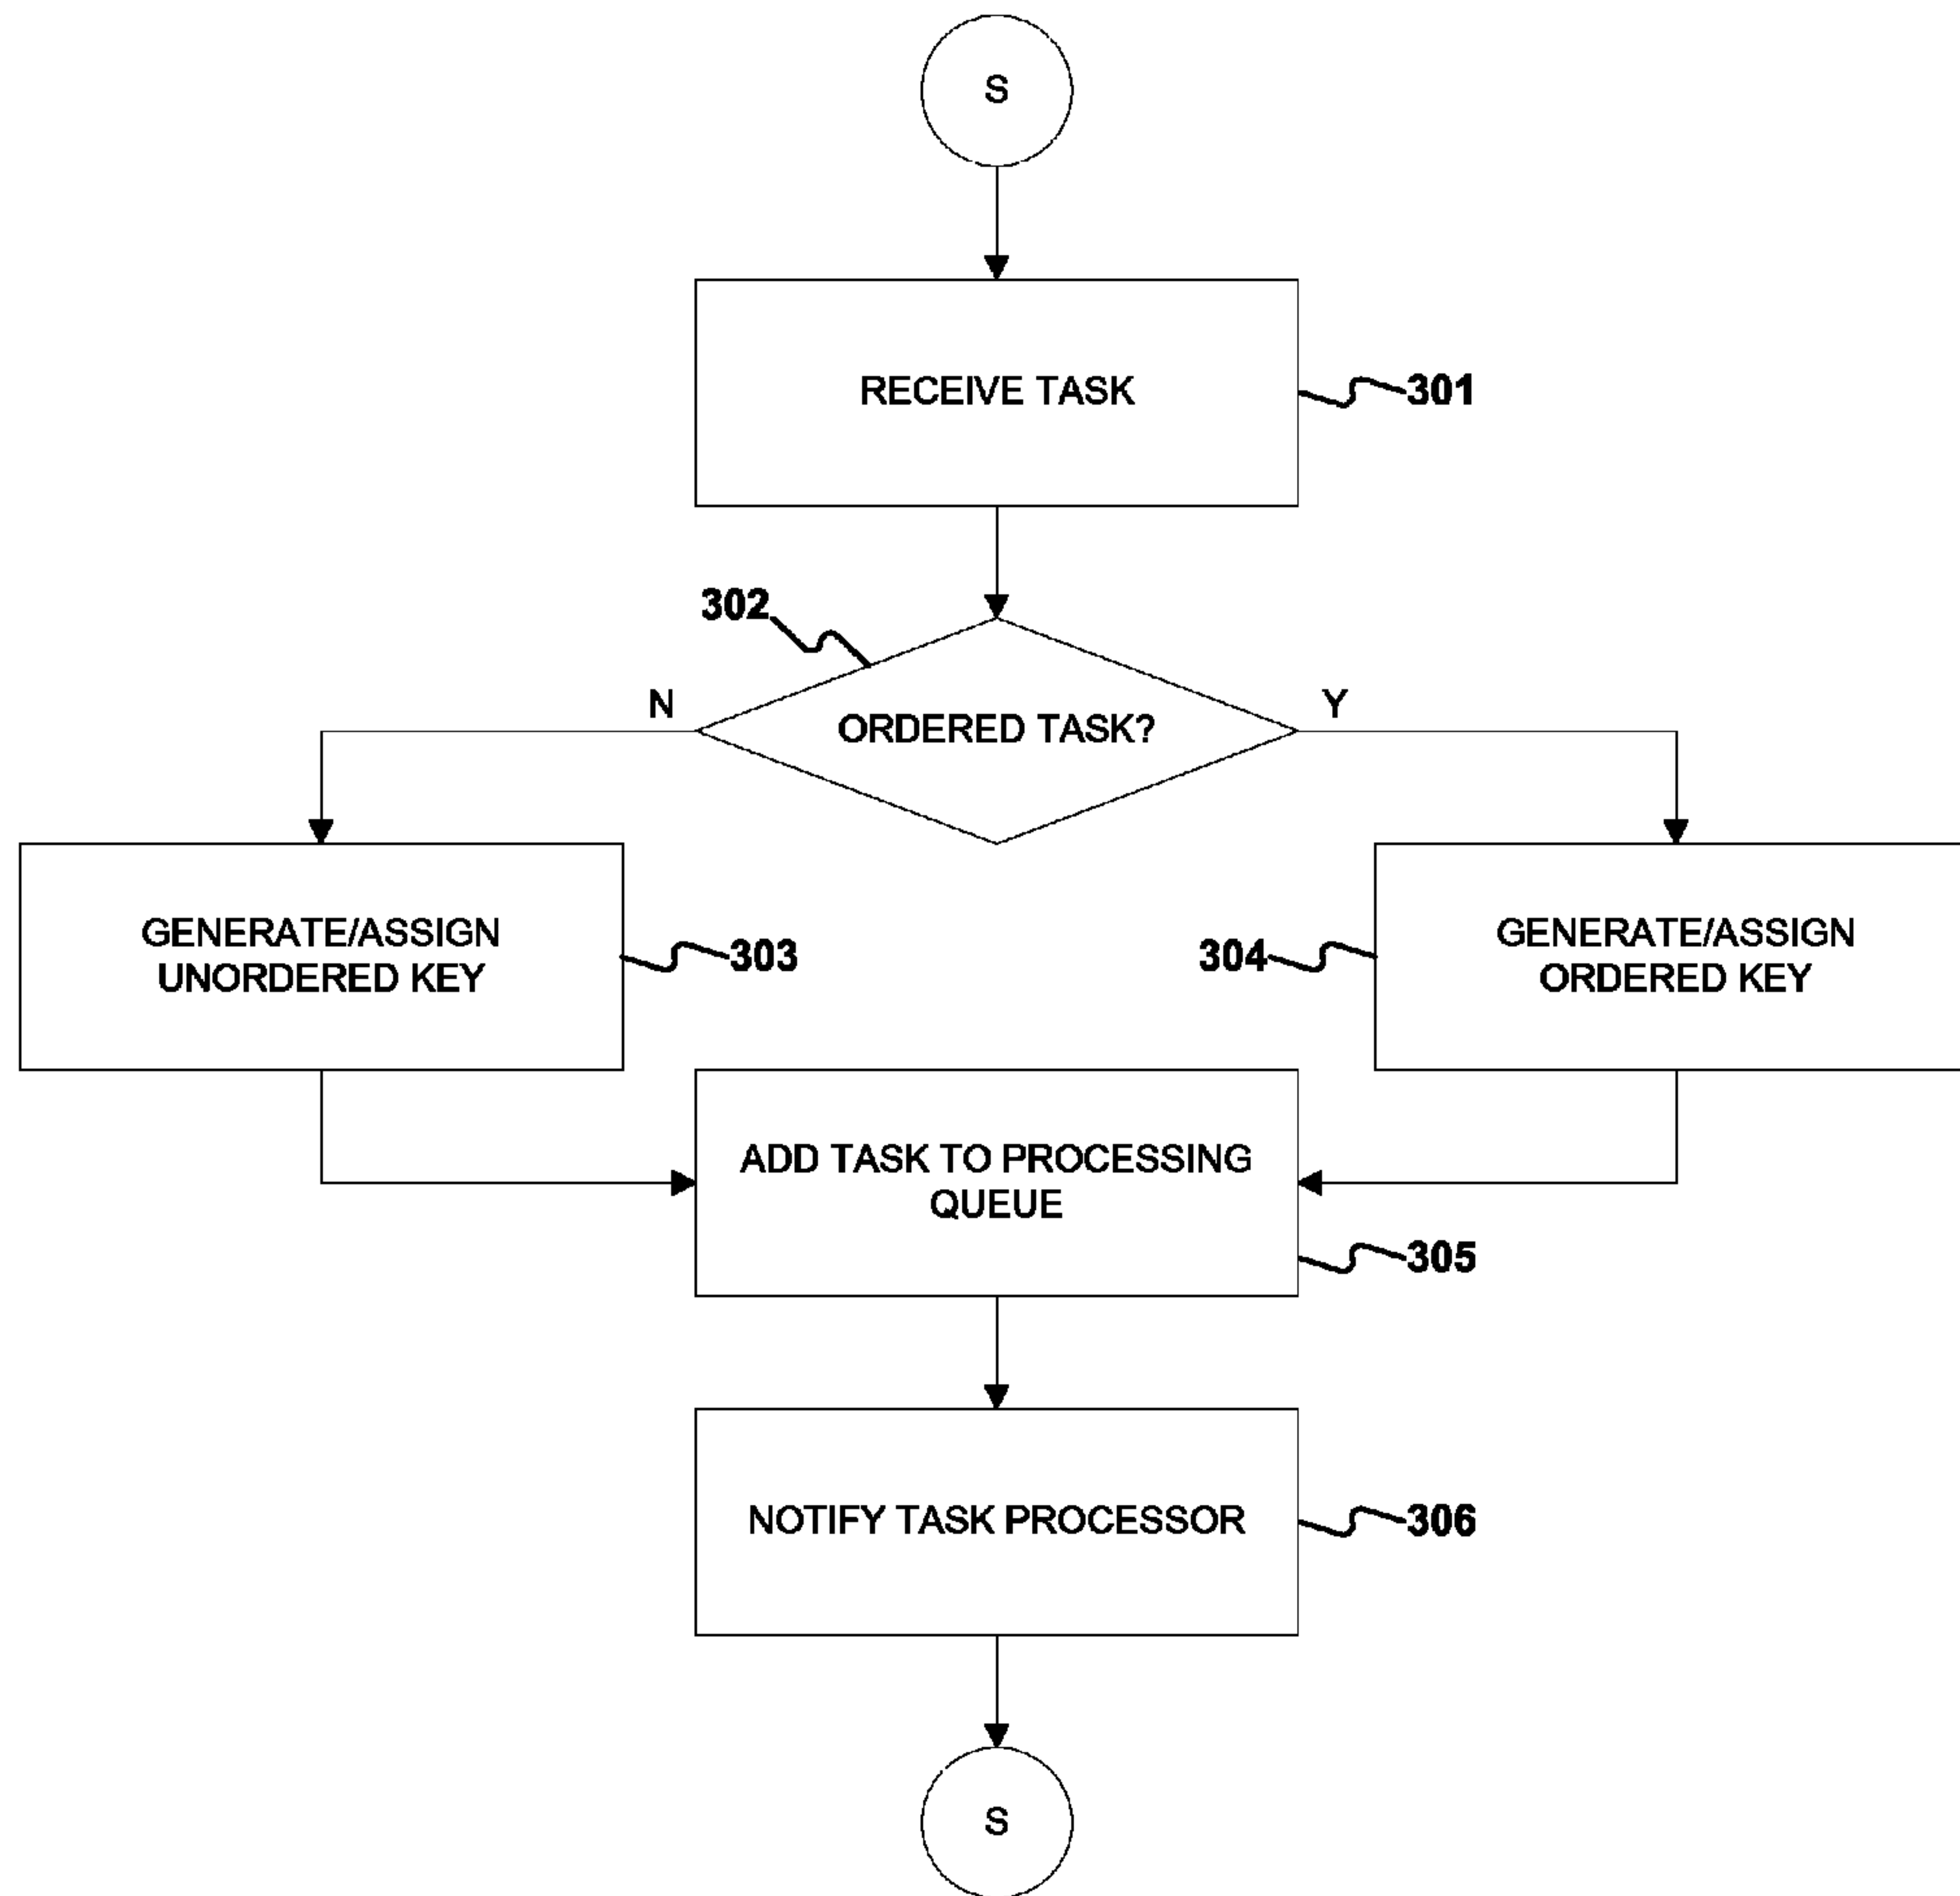 S
RECEIVE TASK
301
302
N
ORDERED TASK?
Y
GENERATE/ASSIGN
UNORDERED KEY
303
304
GENERATE/ASSIGN
ORDERED KEY
ADD TASK TO PROCESSING
QUEUE
305
NOTIFY TASK PROCESSOR
306
S